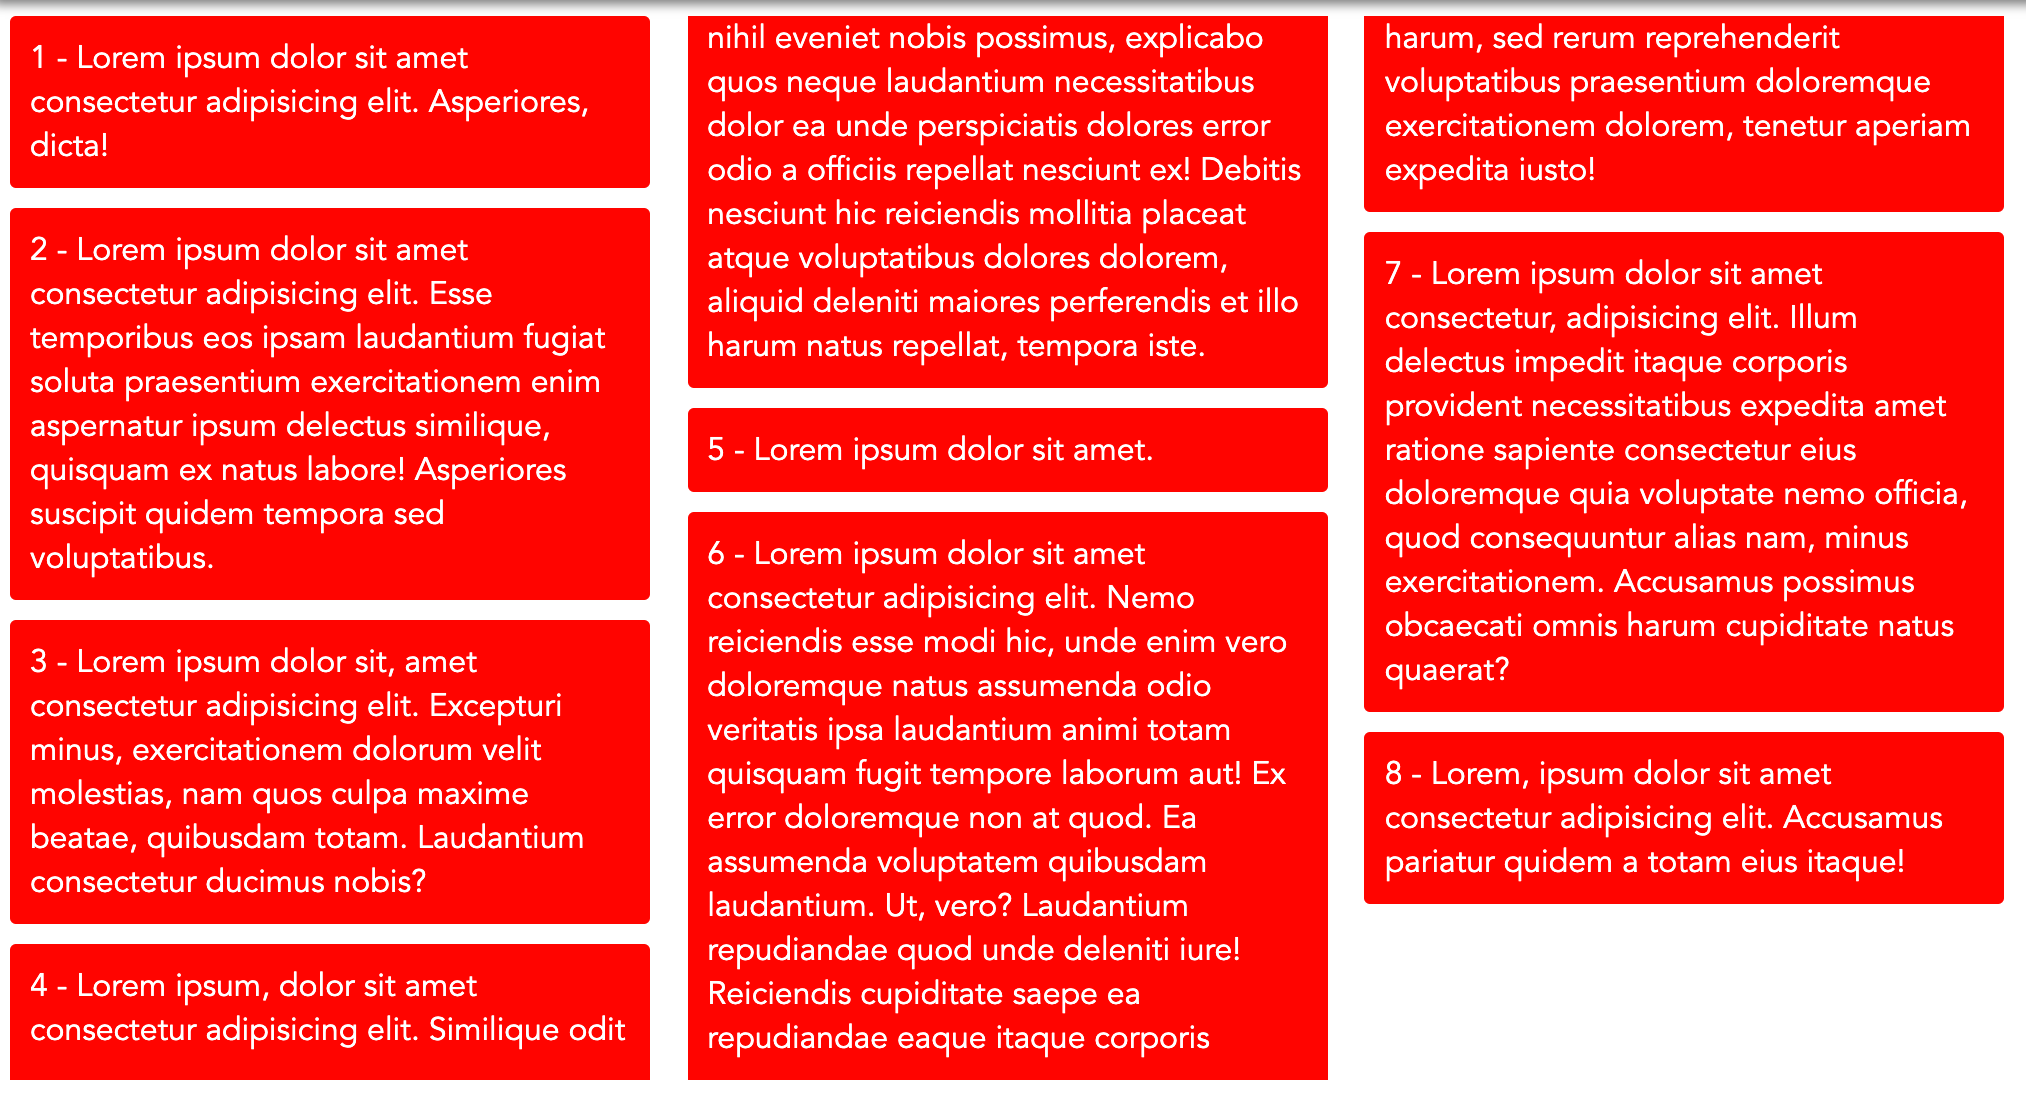 1 - Lorem ipsum dolor sit amet
consectetur adipisicing elit. Asperiores,
dicta!
2 - Lorem ipsum dolor sit amet
consectetur adipisicing elit. Esse
temporibus eos ipsam laudantium fugiat
soluta praesentium exercitationem enim
aspernatur ipsum delectus similique,
quisquam ex natus labore! Asperiores
suscipit quidem tempora sed
voluptatibus.
3 - Lorem ipsum dolor sit, amet
consectetur adipisicing elit. Excepturi
minus, exercitationem dolorum velit
molestias, nam quos culpa maxime
beatae, quibusdam totam. Laudantium
consectetur ducimus nobis?
4 - Lorem ipsum, dolor sit amet
consectetur adipisicing elit. Similique odit
nihil eveniet nobis possimus, explicabo
quos neque laudantium necessitatibus
dolor ea unde perspiciatis dolores error
odio a officiis repellat nesciunt ex! Debitis
nesciunt hic reiciendis mollitia placeat
atque voluptatibus dolores dolorem,
aliquid deleniti maiores perferendis et illo
harum natus repellat, tempora iste.
5 - Lorem ipsum dolor sit amet.
6 - Lorem ipsum dolor sit amet
consectetur adipisicing elit. Nemo
reiciendis esse modi hic, unde enim vero
doloremque natus assumenda odio
veritatis ipsa laudantium animi totam
quisquam fugit tempore laborum aut! Ex
error doloremque non at quod. Ea
assumenda voluptatem quibusdam
laudantium. Ut, vero? Laudantium
repudiandae quod unde deleniti iure!
Reiciendis cupiditate saepe ea
repudiandae eaque itaque corporis
harum, sed rerum reprehenderit
voluptatibus praesentium doloremque
exercitationem dolorem, tenetur aperiam
expedita iusto!
7 - Lorem ipsum dolor sit amet
consectetur, adipisicing elit. Illum
delectus impedit itaque corporis
provident necessitatibus expedita amet
ratione sapiente consectetur eius
doloremque quia voluptate nemo officia,
quod consequuntur alias nam, minus
exercitationem. Accusamus possimus
obcaecati omnis harum cupiditate natus
quaerat?
8 - Lorem, ipsum dolor sit amet
consectetur adipisicing elit. Accusamus
pariatur quidem a totam eius itaque!